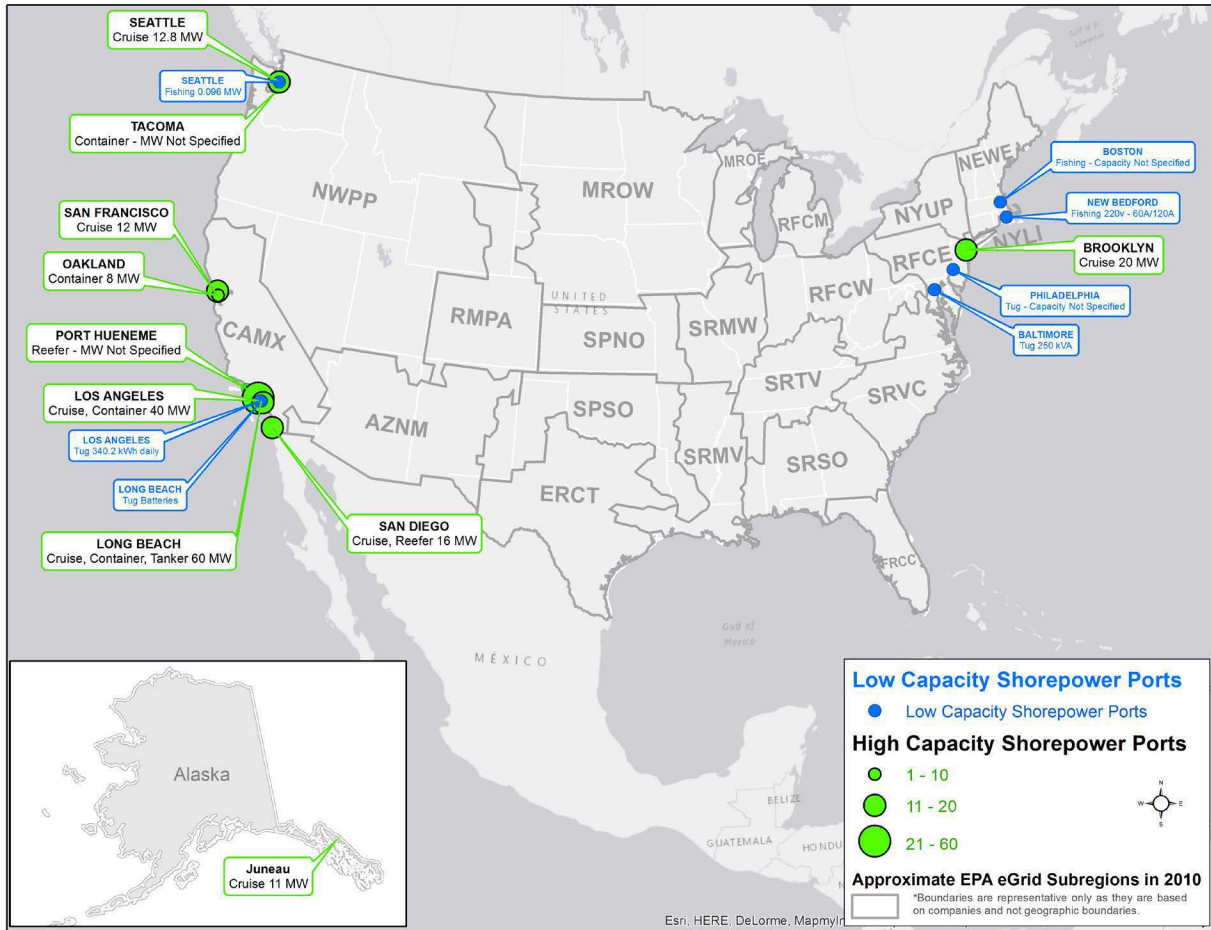 SEATTLE
Cruise 12.8 MW
SEATTLE
Fishing 0.096 MW
TACOMA
Container - MW Not Specified
SAN FRANCISCO
Cruise 12 MW
OAKLAND
Container 8 MW
PORT HUENEME
Reefer - MW Not Specified
LOS ANGELES
Cruise, Container 40 MW
LOS ANGELES
Tug 340.2 kWh daily
LONG BEACH
Tug Batteries
LONG BEACH
Cruise, Container, Tanker 60 MW
SAN DIEGO
Cruise, Reefer 16 MW
BOSTON
Fishing - Capacity Not Specified
NEW BEDFORD
Fishing 220v - 60A/120A
BROOKLYN
Cruise 20 MW
PHILADELPHIA
Tug - Capacity Not Specified
BALTIMORE
Tug 250 kVA
NWPP
MROW
MROE
RFCM
NEWE
NYUP
NYLI
RFCE
RFCW
CAMX
RMPA
UNITED
STATES
SPNO
SRMW
SRTV
SRVC
AZNM
SPSO
SRMV
SRSO
ERCT
FRCC
Gulf of
Mexico
MÉXICO
BELIZE
GUATEMALA
HONDU
Gulf of St
Lawrence
Alaska
Juneau
Cruise 11 MW
Low Capacity Shorepower Ports
Low Capacity Shorepower Ports
High Capacity Shorepower Ports
1 - 10
11 - 20
21 - 60
N
W
E
S
Approximate EPA eGrid Subregions in 2010
*Boundaries are representative only as they are based
on companies and not geographic boundaries.
Esri, HERE, DeLorme, MapmyIn